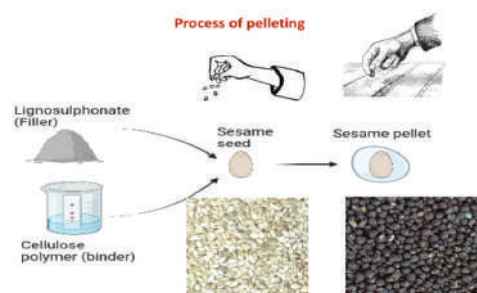 Process of pelleting
Lignosulphonate
(Filler)
Sesame
seed
Sesame pellet
Cellulose
polymer (binder)